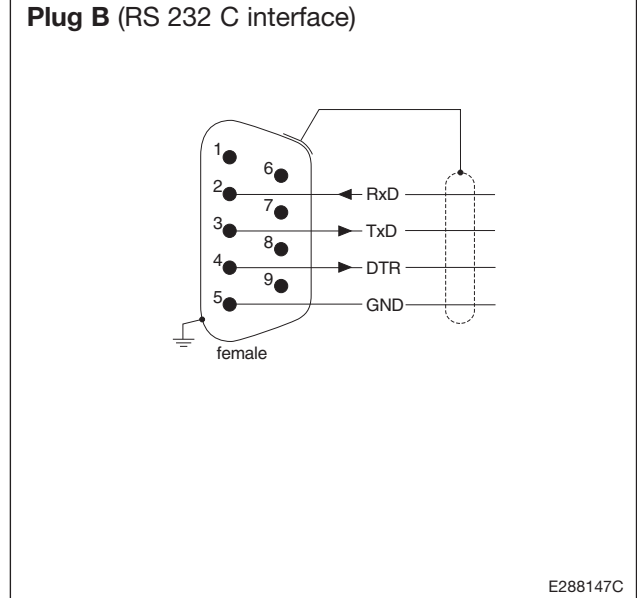 Plug B (RS 232 C interface)
1
6
2
RxD
7
3
TxD
8
4
DTR
9
5
GND
female
E288147C